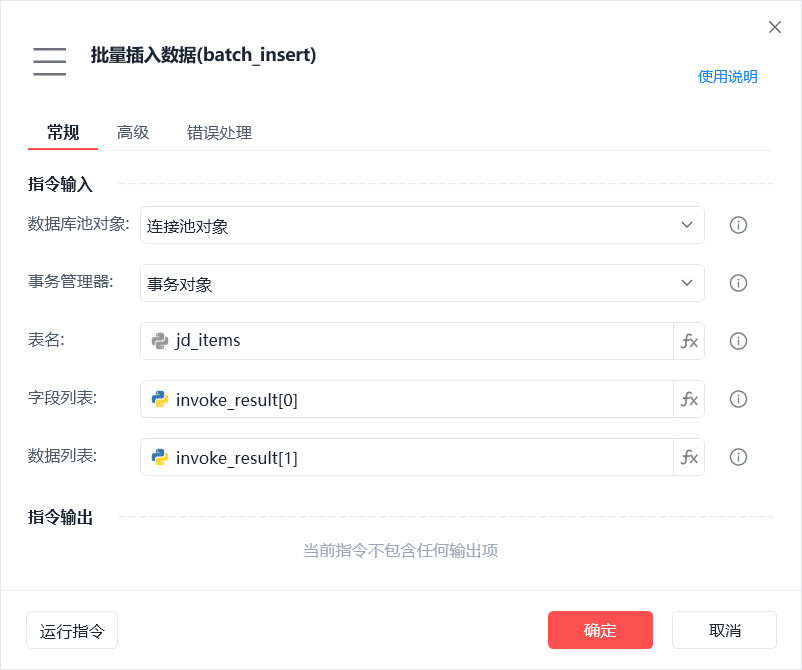 批量插入数据(batch_insert)
使用说明
常规 高级 错误处理
指令输入
数据库池对象: 连接池对象
事务管理器: 事务对象
表名: jd_items fx
字段列表: invoke_result[0] fx
数据列表: invoke_result[1] fx
指令输出
当前指令不包含任何输出项
运行指令 确定 取消